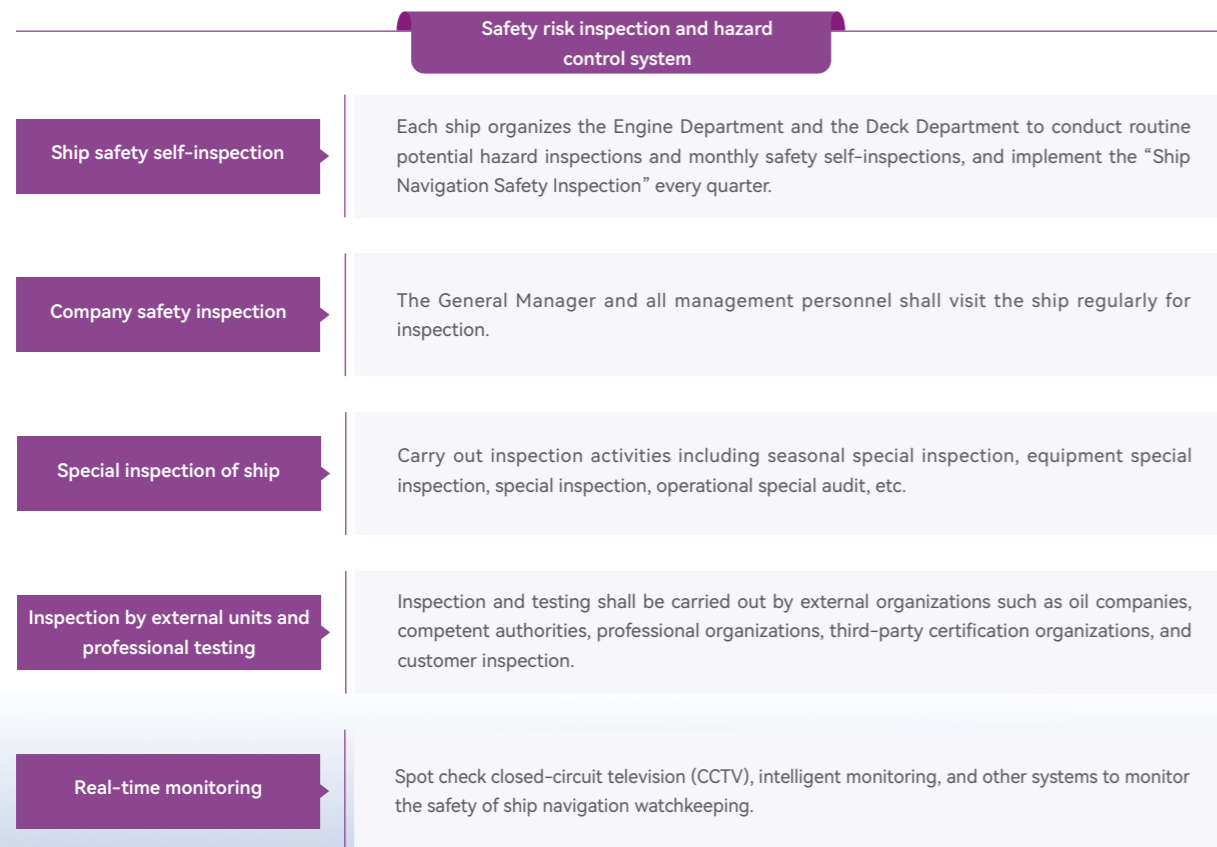 Safety risk inspection and hazard
control system
Ship safety self-inspection
Each ship organizes the Engine Department and the Deck Department to conduct routine
potential hazard inspections and monthly safety self-inspections, and implement the “Ship
Navigation Safety Inspection” every quarter.
Company safety inspection
The General Manager and all management personnel shall visit the ship regularly for
inspection.
Special inspection of ship
Carry out inspection activities including seasonal special inspection, equipment special
inspection, special inspection, operational special audit, etc.
Inspection by external units and
professional testing
Inspection and testing shall be carried out by external organizations such as oil companies,
competent authorities, professional organizations, third-party certification organizations, and
customer inspection.
Real-time monitoring
Spot check closed-circuit television (CCTV), intelligent monitoring, and other systems to monitor
the safety of ship navigation watchkeeping.